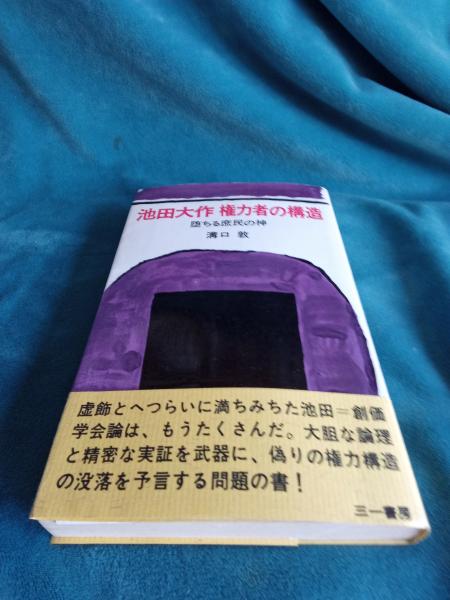 池田大作 権力者の構造
堕ちる庶民の神
溝口 敦
虚飾とへつらいに満ちみちた池田＝創価
学会論は、もうたくさんだ。大胆な論理
と精密な実証を武器に、偽りの権力構造
の没落を予言する問題の書！
三一書房